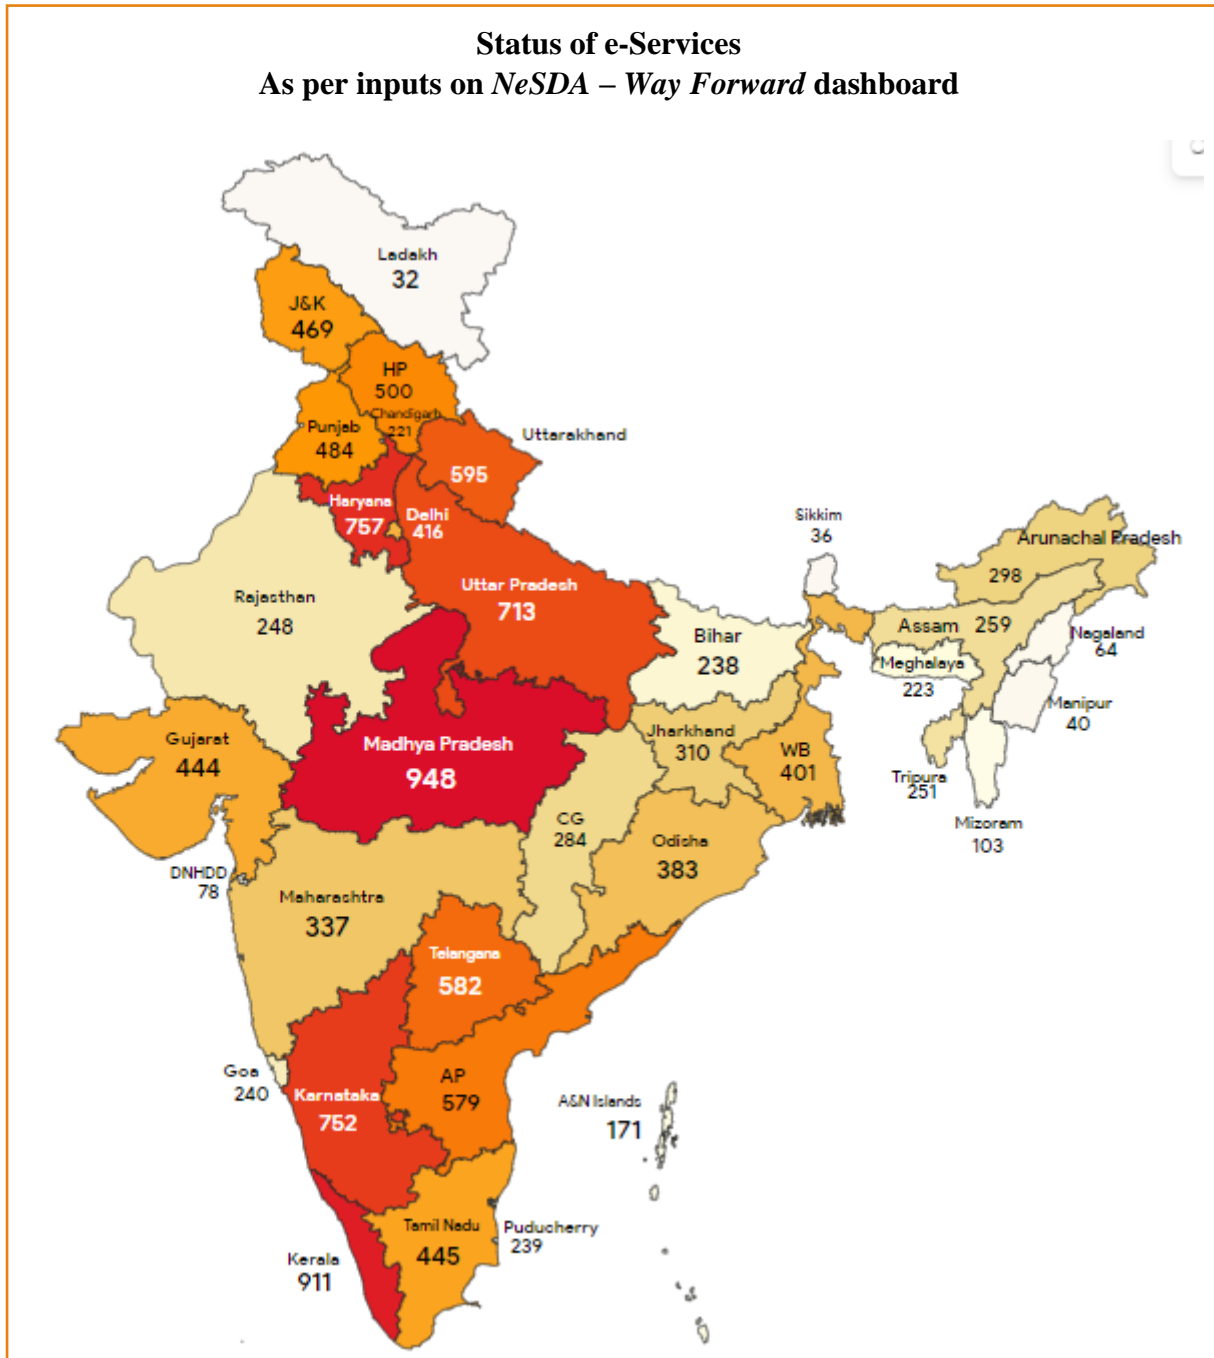 Status of e-Services
As per inputs on NeSDA – Way Forward dashboard
Ladakh
32
J&K
469
HP
500
Chandigarh
221
Punjab
484
Uttarakhand
595
Haryana
757
Delhi
416
Sikkim
36
Arunachal Pradesh
298
Uttar Pradesh
713
Rajasthan
248
Bihar
238
Assam 259
Nagaland
64
Meghalaya
223
Manipur
40
Jharkhand
310
Gujarat
444
Madhya Pradesh
948
WB
401
Tripura
251
Mizoram
103
CG
284
Odisha
383
DNHDD
78
Maharashtra
337
Telangana
582
Goa
240
Karnataka
752
AP
579
A&N Islands
171
Tamil Nadu
445
Puducherry
239
Kerala
911